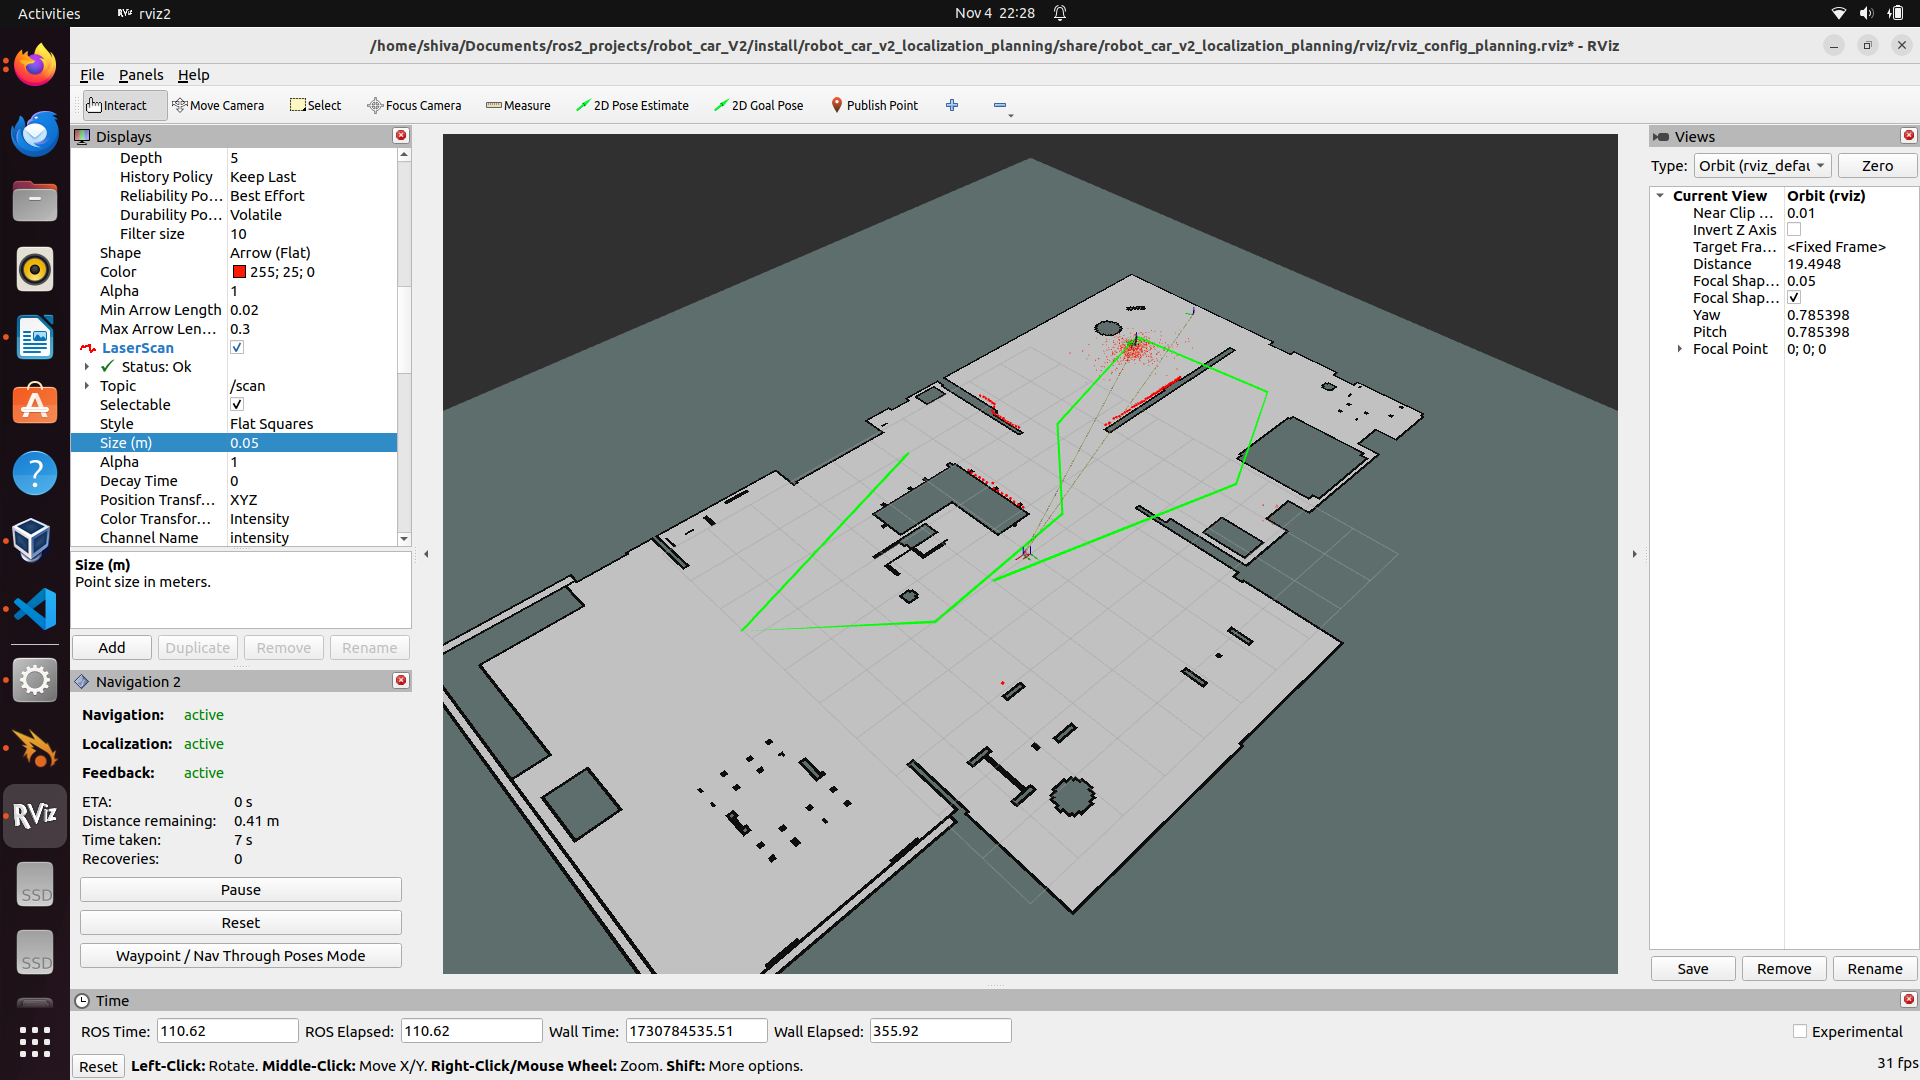 Activities
rviz2
Nov 4 22:28
/home/shiva/Documents/ros2_projects/robot_car_V2/install/robot_car_v2_localization_planning/share/robot_car_v2_localization_planning/rviz/rviz_config_planning.rviz* - RViz
File Panels Help
Interact Move Camera Select Focus Camera Measure 2D Pose Estimate 2D Goal Pose Publish Point
Displays
Depth 5
History Policy Keep Last
Reliability Po... Best Effort
Durability Po... Volatile
Filter size 10
Shape Arrow (Flat)
Color 255; 25; 0
Alpha 1
Min Arrow Length 0.02
Max Arrow Len... 0.3
LaserScan
Status: Ok
Topic /scan
Selectable
Style Flat Squares
Size (m) 0.05
Alpha 1
Decay Time 0
Position Transf... XYZ
Color Transfor... Intensity
Channel Name intensity
Size (m)
Point size in meters.
Add Duplicate Remove Rename
Navigation 2
Navigation: active
Localization: active
Feedback: active
ETA: 0 s
Distance remaining: 0.41 m
Time taken: 7 s
Recoveries: 0
Pause
Reset
Waypoint / Nav Through Poses Mode
Views
Type: Orbit (rviz_defau Zero
Current View Orbit (rviz)
Near Clip ... 0.01
Invert Z Axis
Target Fra... <Fixed Frame>
Distance 19.4948
Focal Shap... 0.05
Focal Shap...
Yaw 0.785398
Pitch 0.785398
Focal Point 0; 0; 0
Save Remove Rename
RViz
SSD
SSD
Time
ROS Time: 110.62 ROS Elapsed: 110.62 Wall Time: 1730784535.51 Wall Elapsed: 355.92 Experimental
Reset Left-Click: Rotate. Middle-Click: Move X/Y. Right-Click/Mouse Wheel: Zoom. Shift: More options. 31 fps